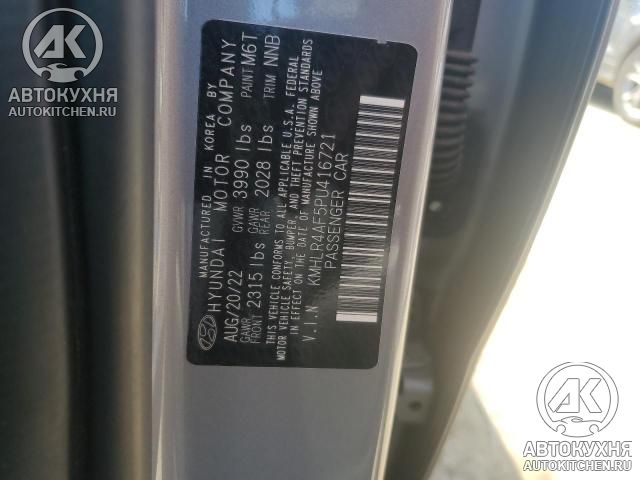 AK
АВТОКУХНЯ
AUTOKITCHEN.RU
MANUFACTURED IN KOREA BY
HYUNDAI MOTOR COMPANY
AUG/20/22 GVWR 3990 lbs PAINT M6T
GAWR FRONT 2315 lbs GAWR REAR 2028 lbs TRIM NNB
THIS VEHICLE CONFORMS TO ALL APPLICABLE U.S.A. FEDERAL
MOTOR VEHICLE SAFETY, BUMPER, AND THEFT PREVENTION STANDARDS
IN EFFECT ON THE DATE OF MANUFACTURE SHOWN ABOVE
V.I.N KMHLR4AF5PU416721
PASSENGER CAR
AK
АВТОКУХНЯ
AUTOKITCHEN.RU